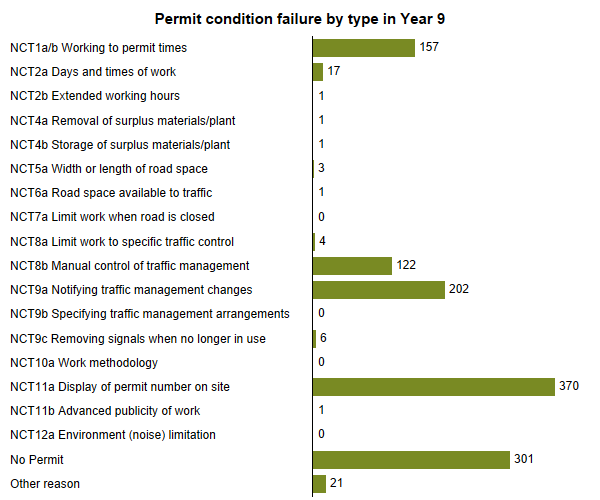 Permit condition failure by type in Year 9
NCT1a/b Working to permit times 157
NCT2a Days and times of work 17
NCT2b Extended working hours 1
NCT4a Removal of surplus materials/plant 1
NCT4b Storage of surplus materials/plant 1
NCT5a Width or length of road space 3
NCT6a Road space available to traffic 1
NCT7a Limit work when road is closed 0
NCT8a Limit work to specific traffic control 4
NCT8b Manual control of traffic management 122
NCT9a Notifying traffic management changes 202
NCT9b Specifying traffic management arrangements 0
NCT9c Removing signals when no longer in use 6
NCT10a Work methodology 0
NCT11a Display of permit number on site 370
NCT11b Advanced publicity of work 1
NCT12a Environment (noise) limitation 0
No Permit 301
Other reason 21